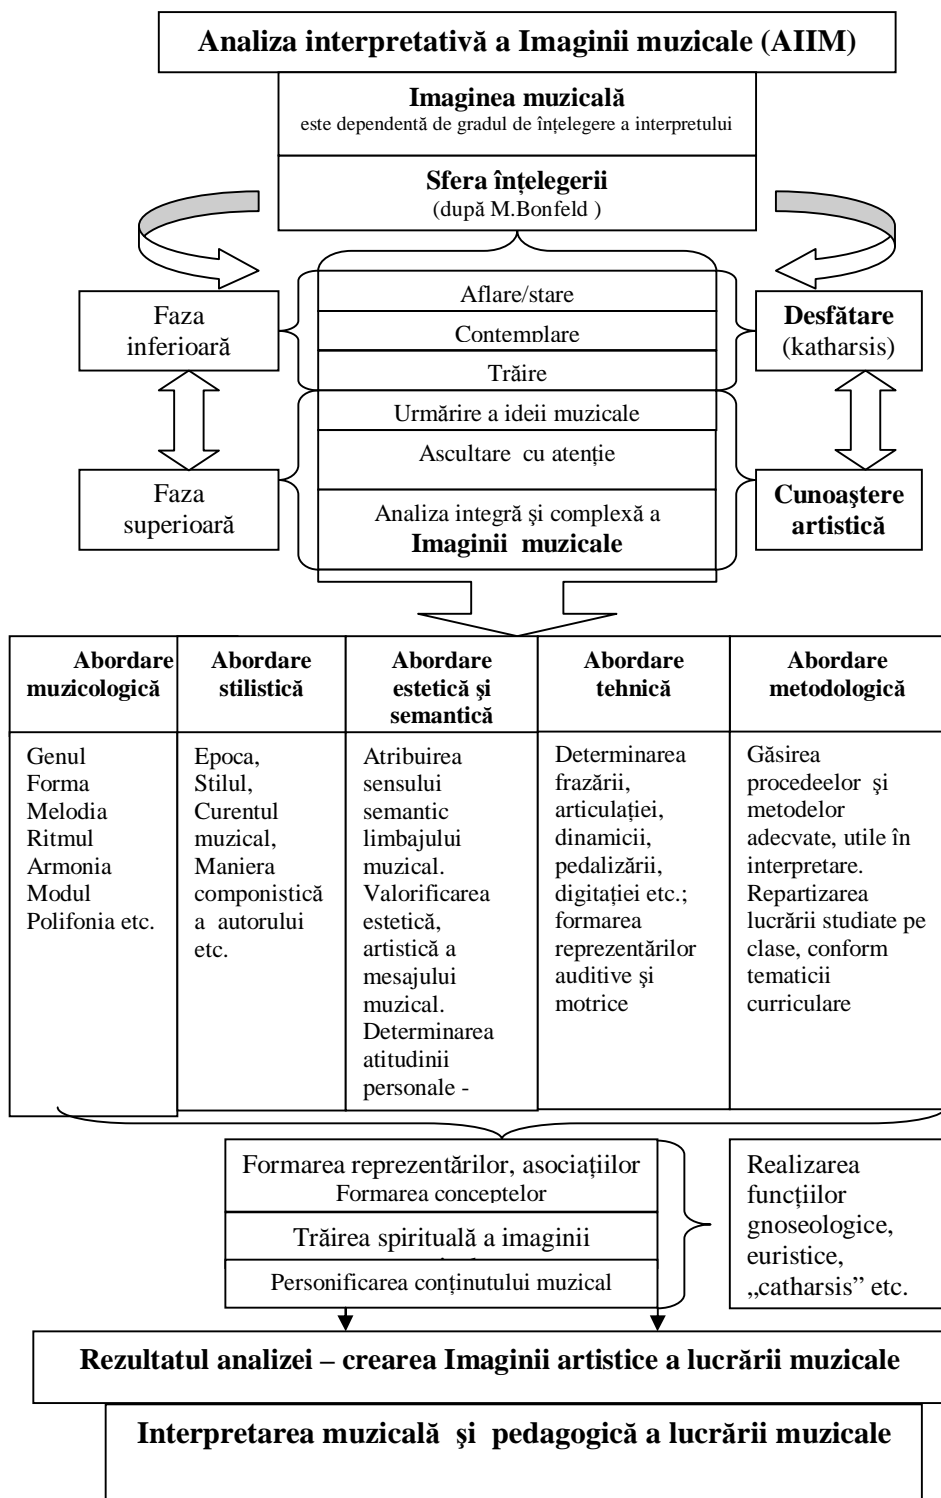 Analiza interpretativă a Imaginii muzicale (AIIM)
Imaginea muzicală
este dependentă de gradul de înțelegere a interpretului
Sfera înțelegerii
(după M.Bonfeld )
Faza
inferioară
Aflare/stare
Contemplare
Trăire
Desfătare
(katharsis)
Faza
superioară
Urmărire a ideii muzicale
Ascultare cu atenție
Analiza integră şi complexă a
Imaginii muzicale
Cunoaştere
artistică
Abordare
muzicologică
Abordare
stilistică
Abordare
estetică şi
semantică
Abordare
tehnică
Abordare
metodologică
Genul
Forma
Melodia
Ritmul
Armonia
Modul
Polifonia etc.
Epoca,
Stilul,
Curentul
muzical,
Maniera
componistică
a autorului
etc.
Atribuirea
sensului
semantic
limbajului
muzical.
Valorificarea
estetică,
artistică a
mesajului
muzical.
Determinarea
atitudinii
personale -
Determinarea
frazării,
articulației,
dinamicii,
pedalizării,
digitației etc.;
formarea
reprezentărilor
auditive şi
motrice
Găsirea
procedeelor şi
metodelor
adecvate, utile în
interpretare.
Repartizarea
lucrării studiate pe
clase, conform
tematicii
curriculare
Formarea reprezentărilor, asociațiilor
Formarea conceptelor
Trăirea spirituală a imaginii
Personificarea conținutului muzical
Realizarea
funcțiilor
gnoseologice,
euristice,
„catharsis” etc.
Rezultatul analizei – crearea Imaginii artistice a lucrării muzicale
Interpretarea muzicală şi pedagogică a lucrării muzicale